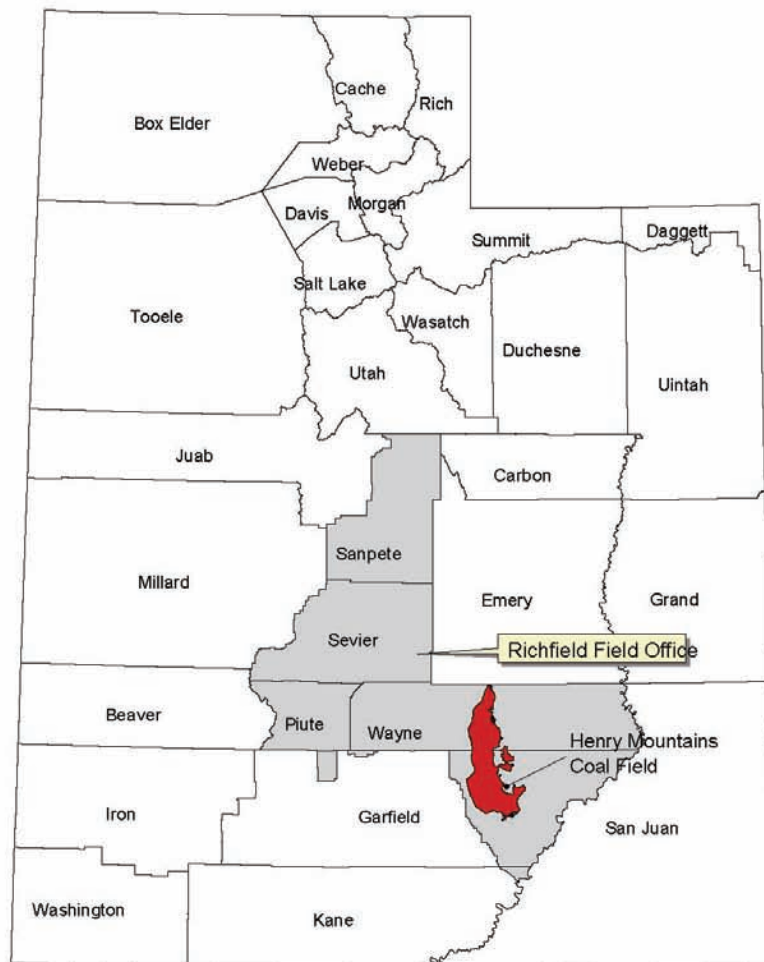 Cache
Rich
Box Elder
Weber
Morgan
Davis
Summit
Daggett
Salt Lake
Tooele
Wasatch
Duchesne
Utah
Uintah
Juab
Carbon
Sanpete
Millard
Emery
Grand
Sevier
Richfield Field Office
Beaver
Piute
Wayne
Henry Mountains
Coal Field
Iron
Garfield
San Juan
Washington
Kane